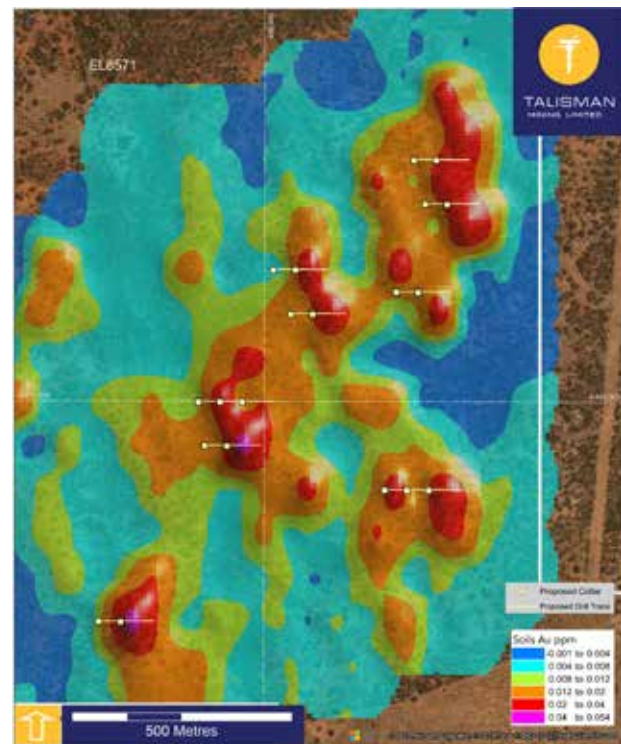 EL8571
TALISMAN
MINING LIMITED
Proposed Collar
Proposed Drill Trace
Soils Au ppm
-0.001 to 0.004
0.004 to 0.008
0.008 to 0.012
0.012 to 0.02
0.02 to 0.04
0.04 to 0.054
500 Metres